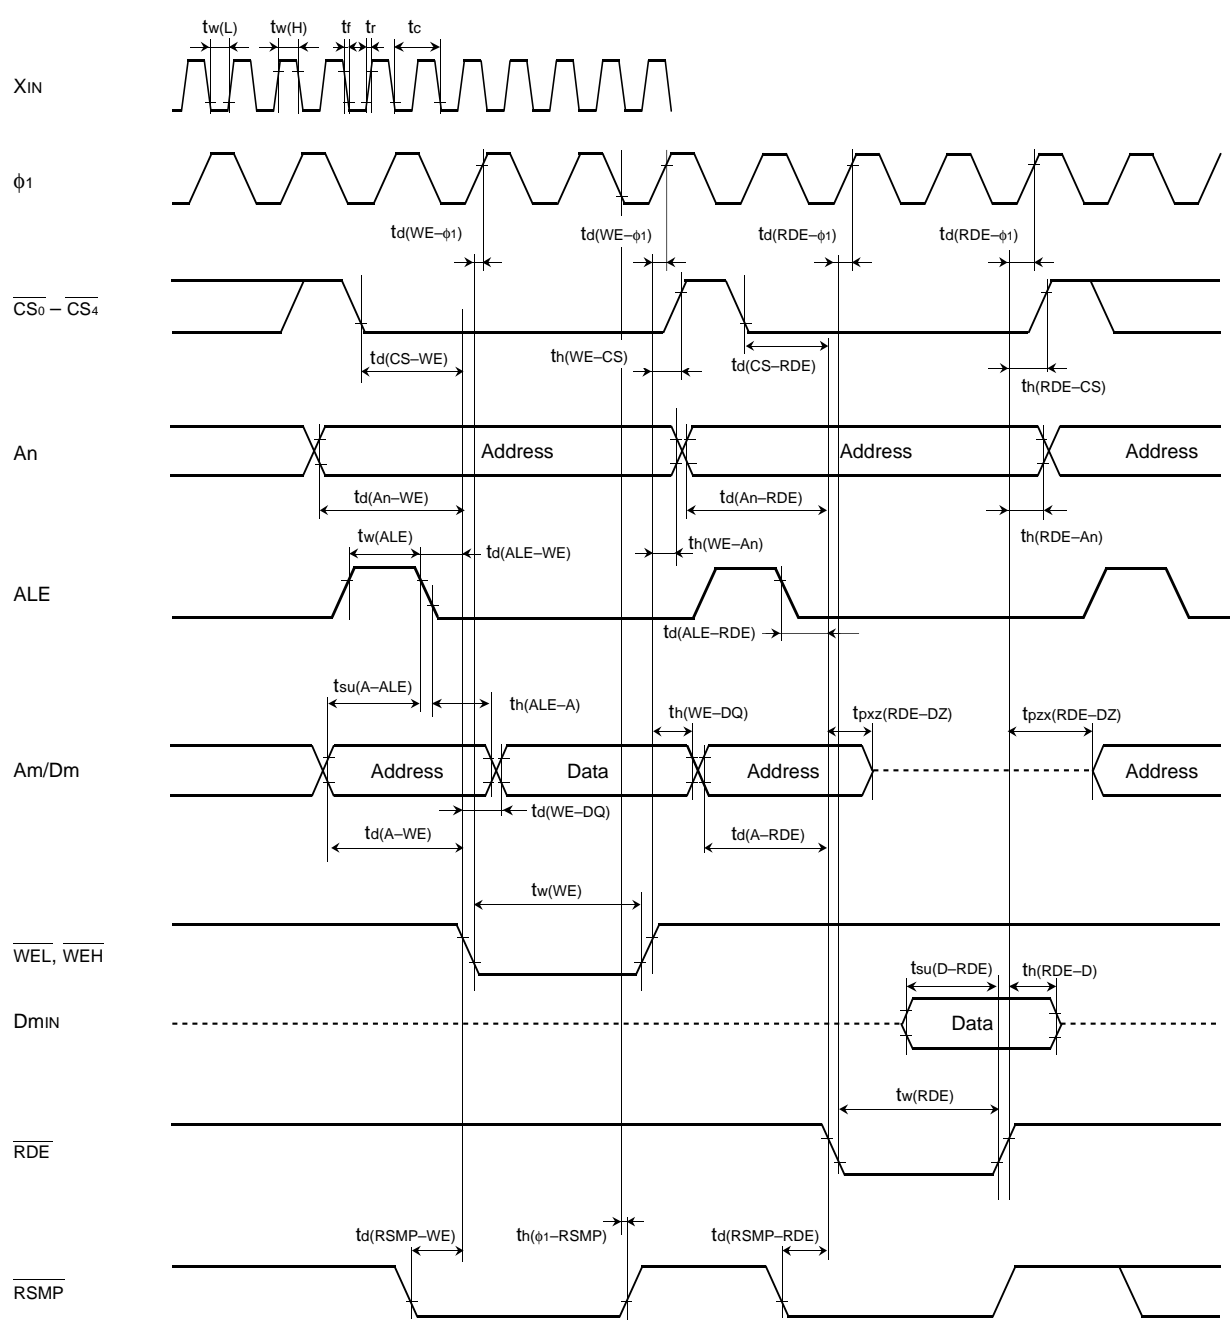 tw(L) tw(H) tf tr tc
XIN
ϕ1
td(WE–ϕ1) td(WE–ϕ1) td(RDE–ϕ1) td(RDE–ϕ1)
CS0 – CS4
td(CS–WE) th(WE–CS) td(CS–RDE) th(RDE–CS)
An Address Address Address
td(An–WE) td(An–RDE)
tw(ALE) td(ALE–WE) th(WE–An) th(RDE–An)
ALE
td(ALE–RDE)
tsu(A–ALE) th(ALE–A) th(WE–DQ) tpxz(RDE–DZ) tpzx(RDE–DZ)
Am/Dm Address Data Address Address
td(WE–DQ)
td(A–WE) td(A–RDE)
tw(WE)
WEL, WEH
tsu(D–RDE) th(RDE–D)
DmIN Data
tw(RDE)
RDE
td(RSMP–WE) th(ϕ1–RSMP) td(RSMP–RDE)
RSMP